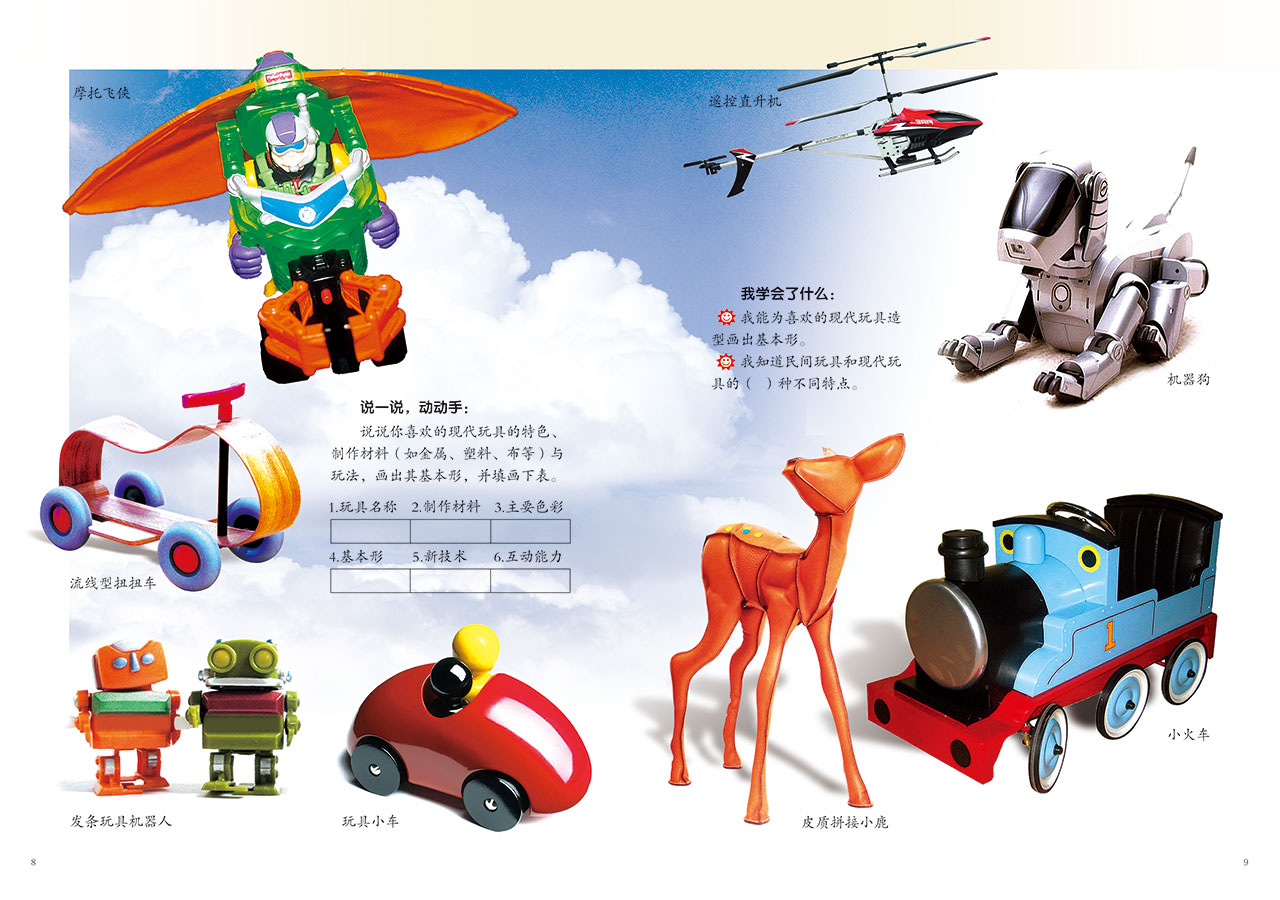 摩托飞侠
遥控直升机
我学会了什么：
我能为喜欢的现代玩具造
型画出基本形。
我知道民间玩具和现代玩
具的（　）种不同特点。
机器狗
说一说，动动手：
说说你喜欢的现代玩具的特色、
制作材料（如金属、塑料、布等）与
玩法，画出其基本形，并填画下表。
1.玩具名称 2.制作材料 3.主要色彩
4.基本形 5.新技术 6.互动能力
流线型扭扭车
1
小火车
发条玩具机器人
玩具小车
皮质拼接小鹿
8
9